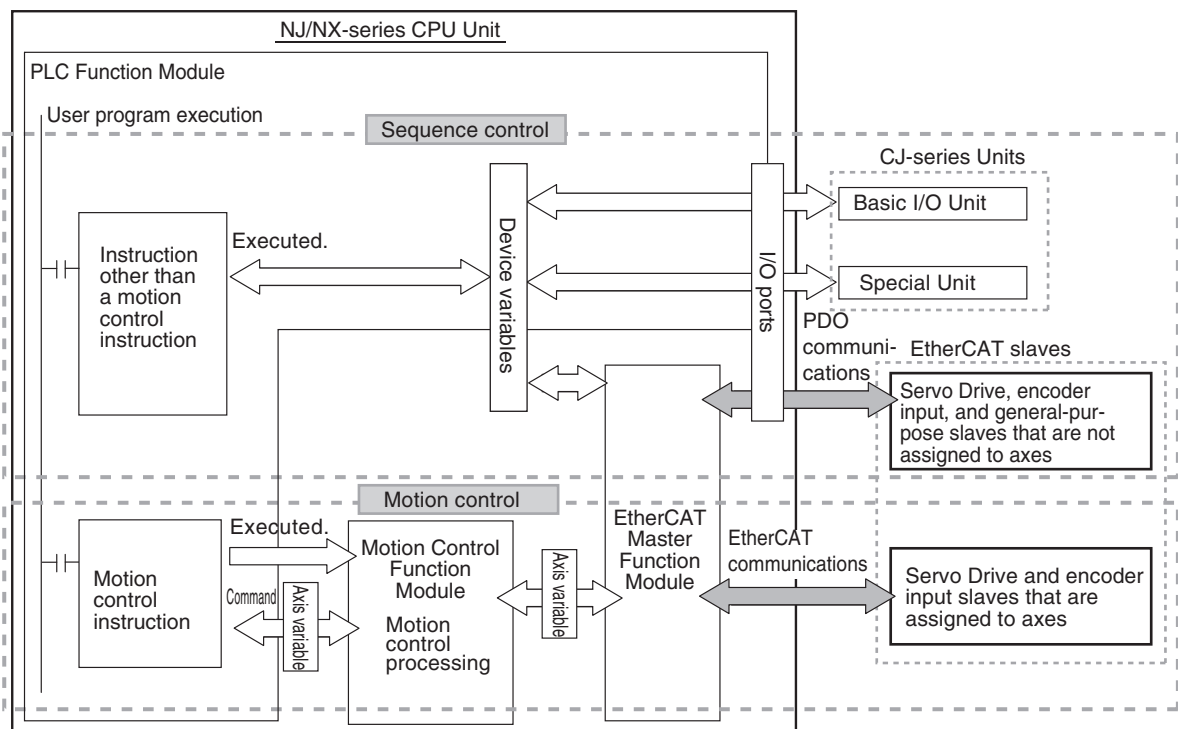 NJ/NX-series CPU Unit
PLC Function Module
User program execution
Sequence control
CJ-series Units
Basic I/O Unit
Special Unit
Executed.
Instruction
other than
a motion
control
instruction
Device variables
I/O ports
PDO
communi-
cations
EtherCAT slaves
Servo Drive, encoder
input, and general-pur-
pose slaves that are not
assigned to axes
Motion control
Executed.
Motion
control
instruction
Command
Axis variable
Motion Control
Function
Module
Motion
control
processing
Axis variable
EtherCAT
Master
Function
Module
EtherCAT
communications
Servo Drive and encoder
input slaves that are
assigned to axes